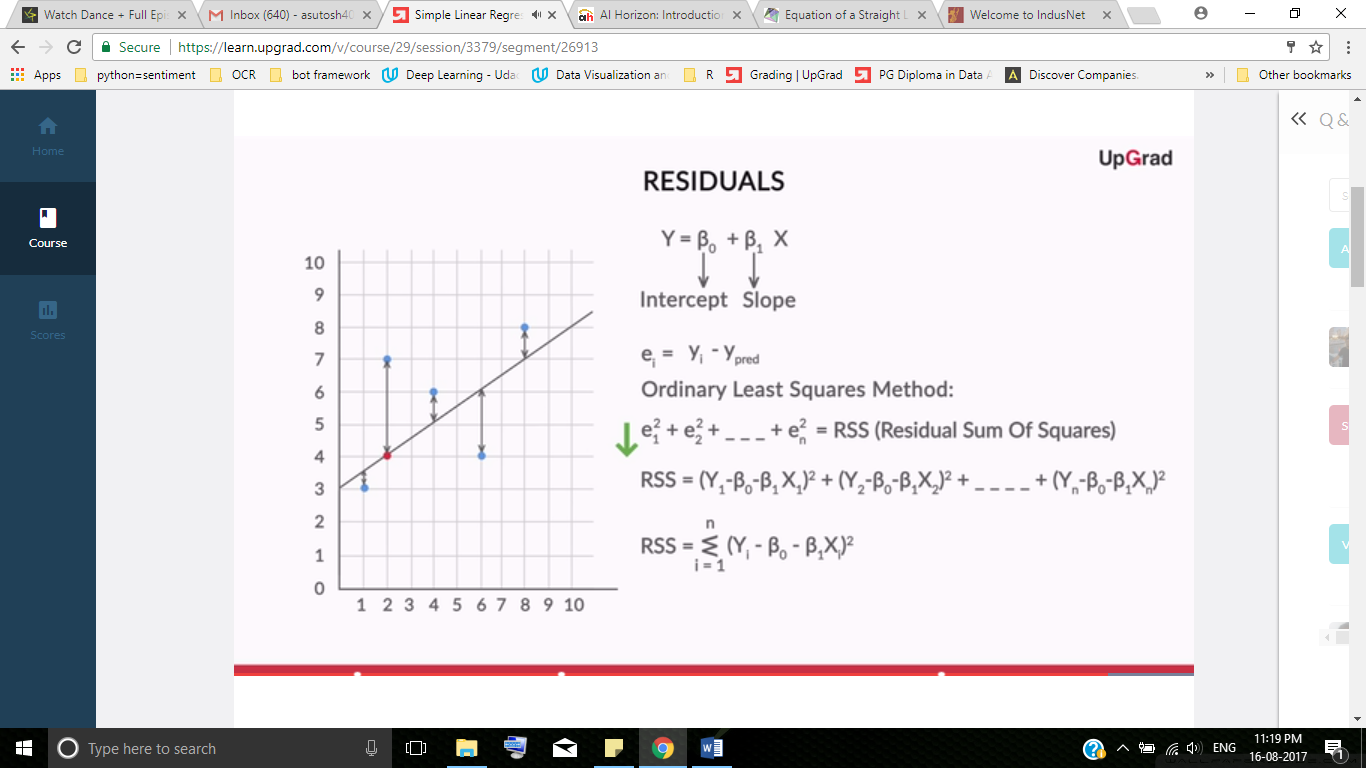 Watch Dance + Full Epis
Inbox (640) - asutosh40
Simple Linear Regre
AI Horizon: Introductio
Equation of a Straight L
Welcome to IndusNet
Secure | https://learn.upgrad.com/v/course/29/session/3379/segment/26913
Apps python=sentiment OCR bot framework Deep Learning - Uda Data Visualization an R Grading | UpGrad PG Diploma in Data A Discover Companies. » Other bookmarks
Home
Course
Scores
Q &
UpGrad
RESIDUALS
Y = β₀ + β₁ X
Intercept Slope
eᵢ = Yᵢ - Y_pred
Ordinary Least Squares Method:
e₁² + e₂² + _ _ _ + eₙ² = RSS (Residual Sum Of Squares)
RSS = (Y₁-β₀-β₁X₁)² + (Y₂-β₀-β₁X₂)² + _ _ _ _ + (Yₙ-β₀-β₁Xₙ)²
n
RSS = Σ (Yᵢ - β₀ - β₁Xᵢ)²
i = 1
10
9
8
7
6
5
4
3
2
1
0
1 2 3 4 5 6 7 8 9 10
S
A
S
V
Type here to search
ENG
11:19 PM
16-08-2017
1